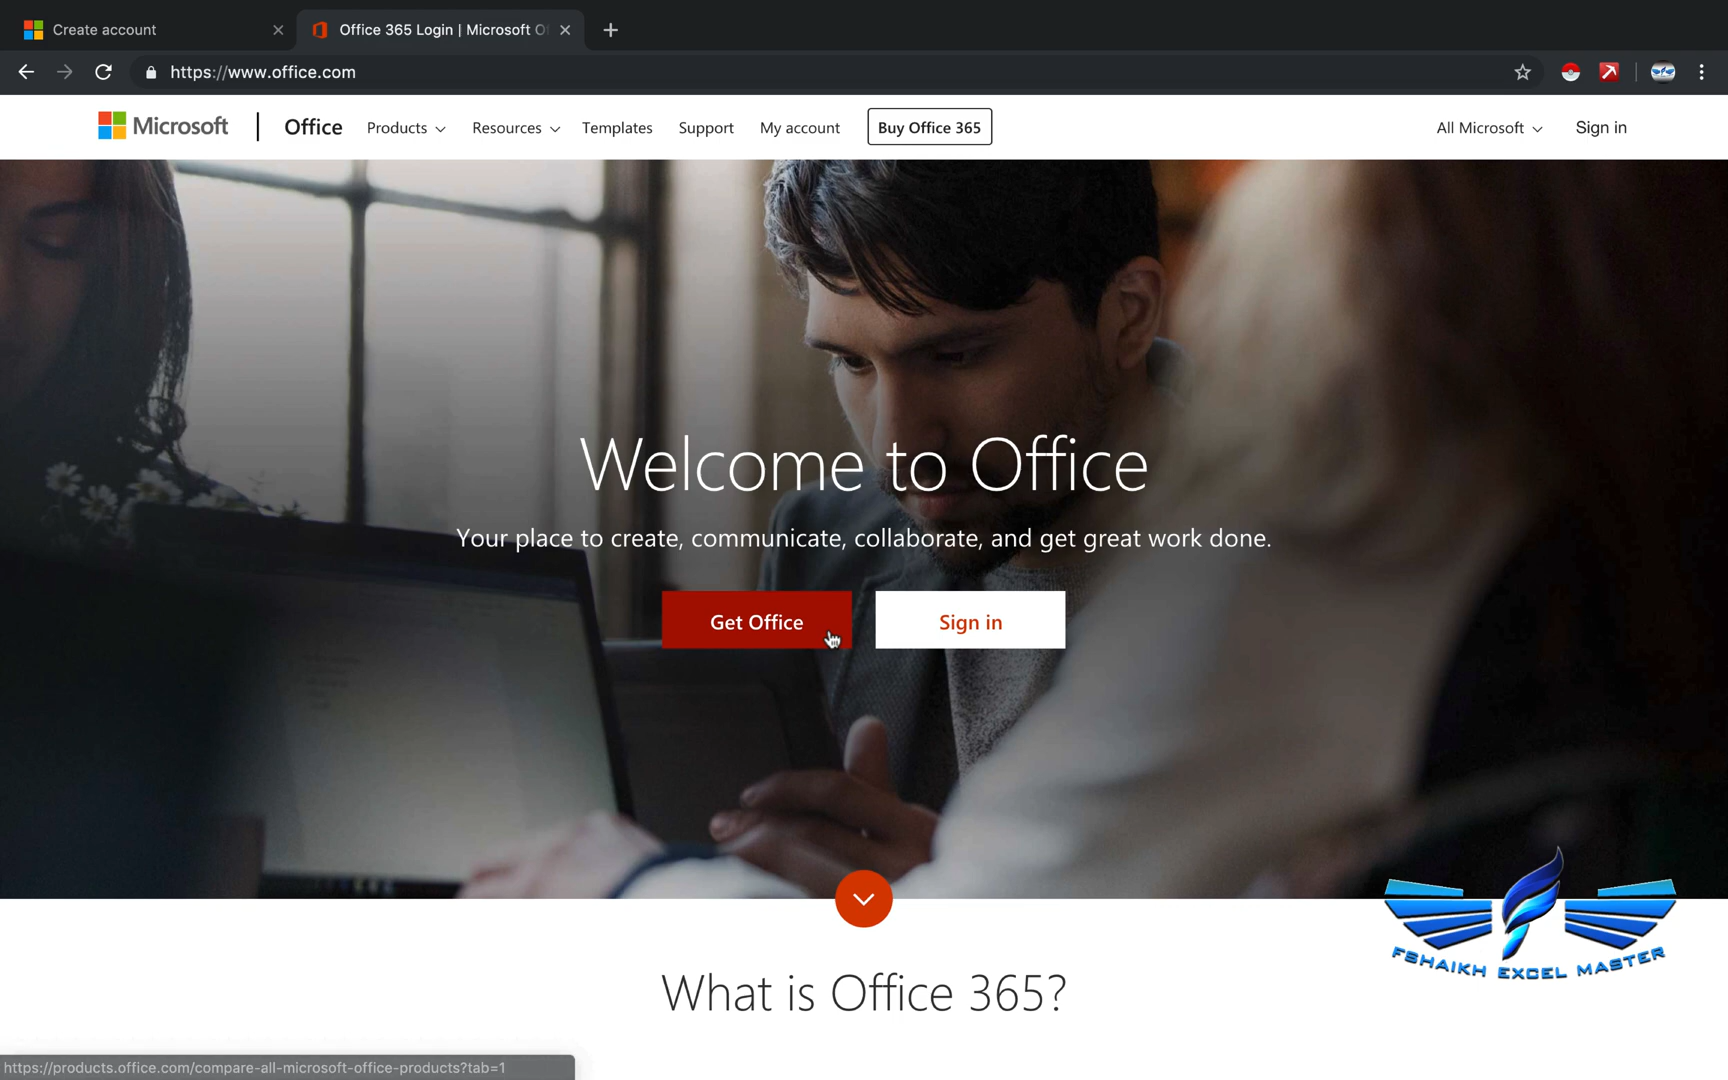 Create account
Office 365 Login | Microsoft Of
https://www.office.com
Microsoft
Office
Products
Resources
Templates
Support
My account
Buy Office 365
All Microsoft
Sign in
Welcome to Office
Your place to create, communicate, collaborate, and get great work done.
Get Office
Sign in
FSHAIKH EXCEL MASTER
What is Office 365?
https://products.office.com/compare-all-microsoft-office-products?tab=1